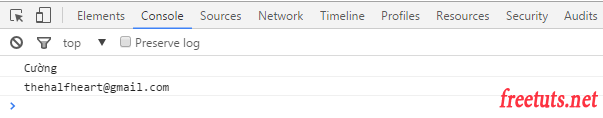 Elements Console Sources Network Timeline Profiles Resources Security Audits
top Preserve log
Cường
thehalfheart@gmail.com
freetuts.net